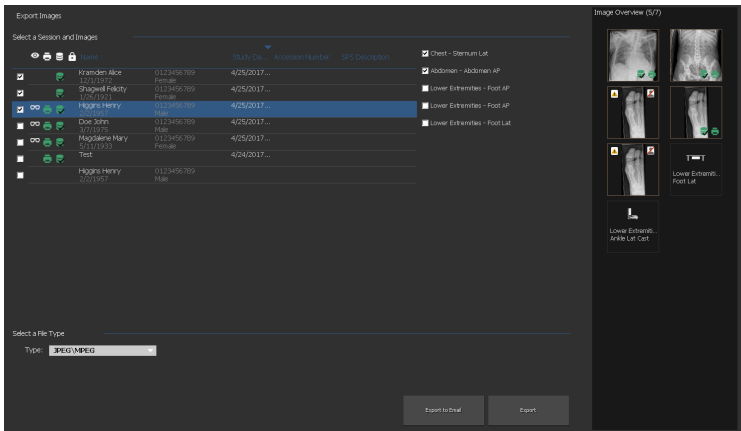 Export Images
Select a Session and Images
Name
Study Da... Accession Number SPS Description
Kramden Alice 0123456789 4/25/2017...
12/1/1972 Female
Shagwell Felicity 0123456789 4/25/2017...
1/26/1921 Female
Higgins Henry 0123456789 4/25/2017...
2/2/1957 Male
Doe John 0123456789 4/25/2017...
3/7/1975 Male
Magdalene Mary 0123456789 4/25/2017...
5/11/1933 Female
Test 4/24/2017...
Higgins Henry 0123456789
2/2/1957 Male
Chest - Sternum Lat
Abdomen - Abdomen AP
Lower Extremities - Foot AP
Lower Extremities - Foot AP
Lower Extremities - Foot Lat
Select a File Type
Type: JPEG\MPEG
Export to Email Export
Image Overview (5/7)
Lower Extremiti...
Foot Lat
Lower Extremiti...
Ankle Lat Cast